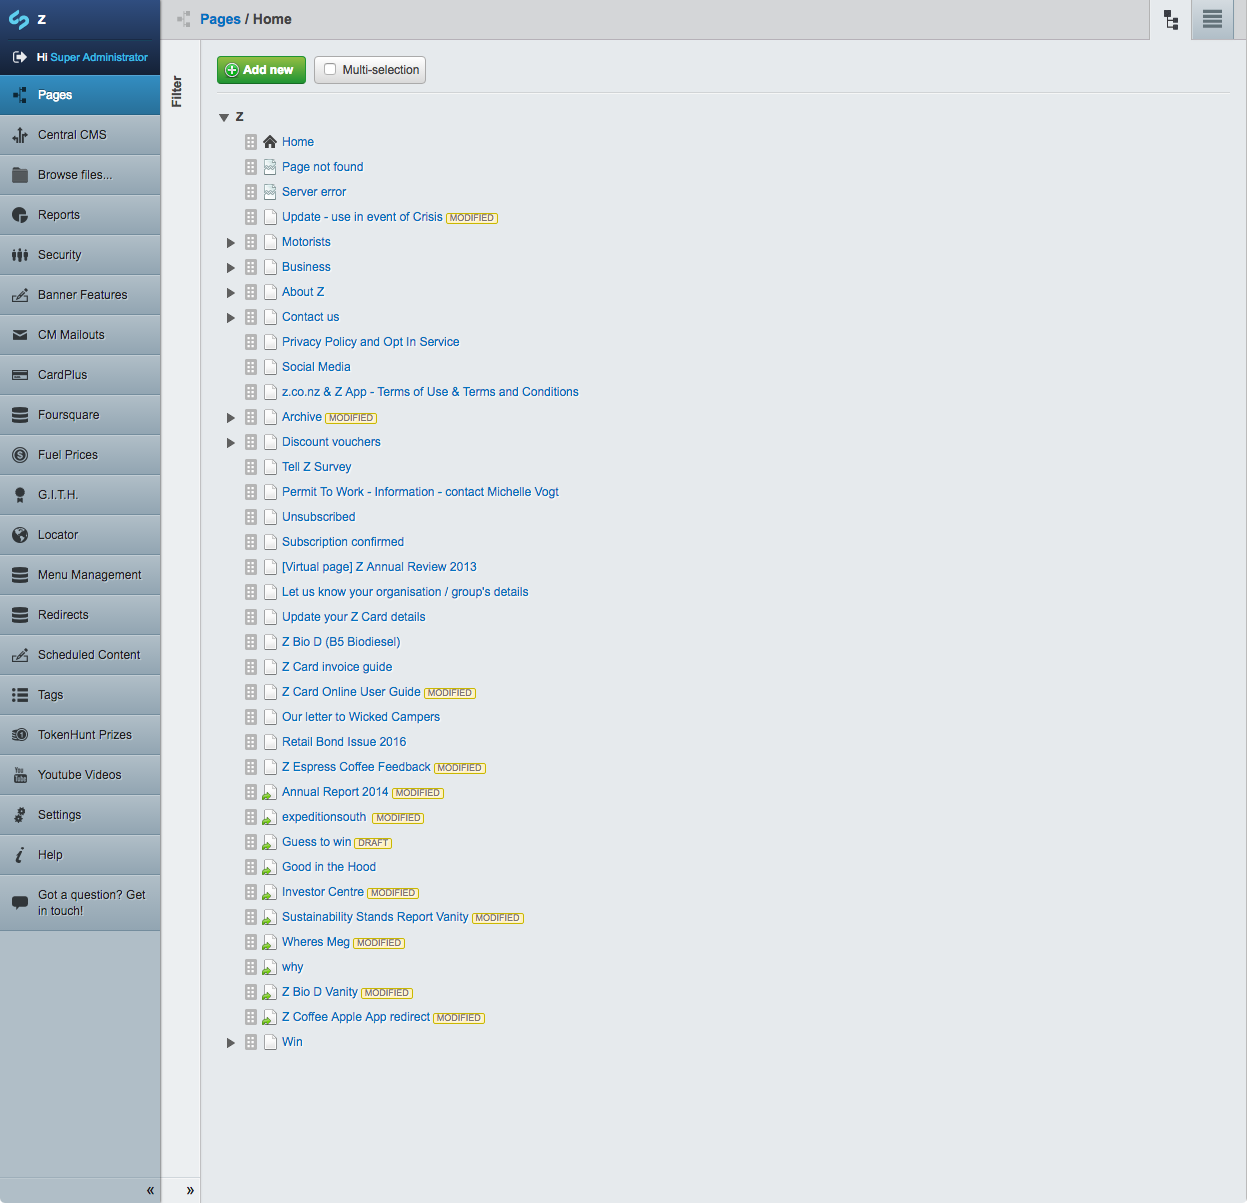 Z
Hi Super Administrator
Pages
Central CMS
Browse files...
Reports
Security
Banner Features
CM Mailouts
CardPlus
Foursquare
Fuel Prices
G.I.T.H.
Locator
Menu Management
Redirects
Scheduled Content
Tags
TokenHunt Prizes
Youtube Videos
Settings
Help
Got a question? Get
in touch!
«
Filter
»
Pages / Home
Add new
Multi-selection
Z
Home
Page not found
Server error
Update - use in event of Crisis MODIFIED
Motorists
Business
About Z
Contact us
Privacy Policy and Opt In Service
Social Media
z.co.nz & Z App - Terms of Use & Terms and Conditions
Archive MODIFIED
Discount vouchers
Tell Z Survey
Permit To Work - Information - contact Michelle Vogt
Unsubscribed
Subscription confirmed
[Virtual page] Z Annual Review 2013
Let us know your organisation / group's details
Update your Z Card details
Z Bio D (B5 Biodiesel)
Z Card invoice guide
Z Card Online User Guide MODIFIED
Our letter to Wicked Campers
Retail Bond Issue 2016
Z Espress Coffee Feedback MODIFIED
Annual Report 2014 MODIFIED
expeditionsouth MODIFIED
Guess to win DRAFT
Good in the Hood
Investor Centre MODIFIED
Sustainability Stands Report Vanity MODIFIED
Wheres Meg MODIFIED
why
Z Bio D Vanity MODIFIED
Z Coffee Apple App redirect MODIFIED
Win